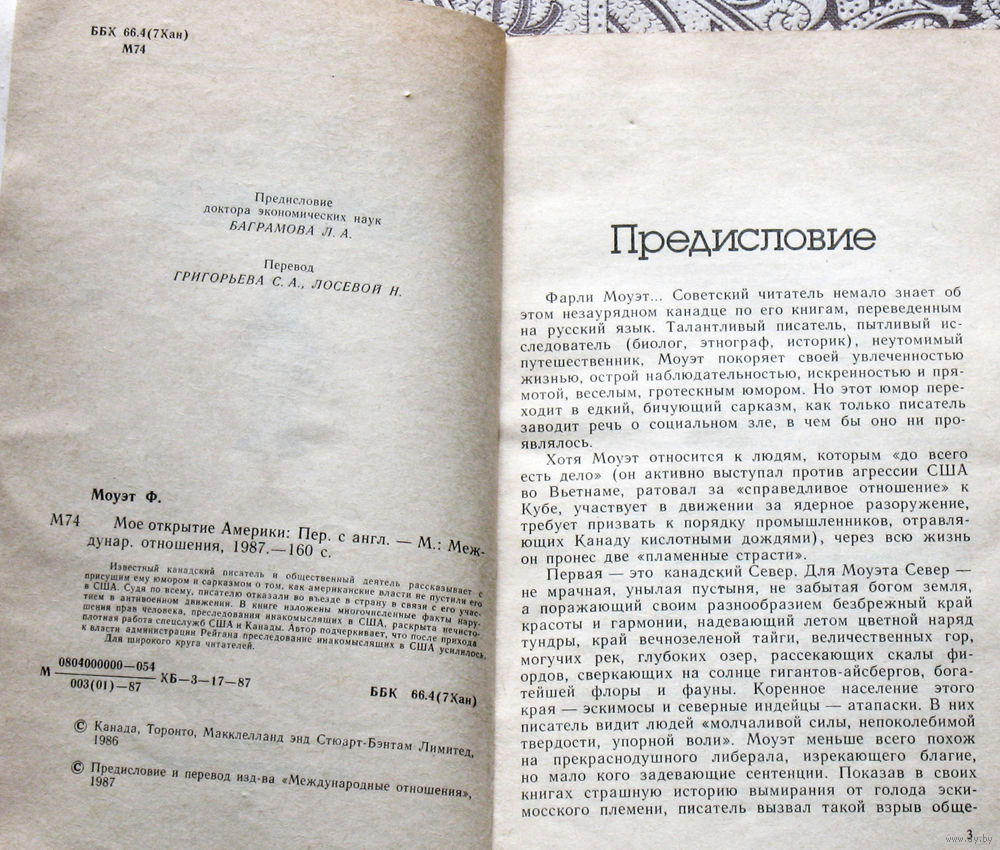 ББХ 66.4(7Кан)
М74
Предисловие
доктора экономических наук
БАГРАМОВА Л. А.
Перевод
ГРИГОРЬЕВА С. А., ЛОСЕВОЙ Н.
Моуэт Ф.
М74 Мое открытие Америки: Пер. с англ. — М.: Меж-
дунар. отношения, 1987.—160 с.
Известный канадский писатель и общественный деятель рассказывает с
присущим ему юмором и сарказмом о том, как американские власти не пустили его
в США. Судя по всему, писателю отказали во въезде в страну в связи с его учас-
тием в антивоенном движении. В книге изложены многочисленные факты нару-
шения прав человека, преследования инакомыслящих в США, раскрыта нечисто-
плотная работа спецслужб США и Канады. Автор подчеркивает, что после прихода
к власти администрации Рейгана преследование инакомыслящих в США усилилось.
Для широкого круга читателей.
М 0804000000—054
003(01)—87 ХБ—3—17—87
ББК 66.4(7Кан)
© Канада, Торонто, Макклелланд энд Стюарт-Бэнтам Лимитед,
1986
© Предисловие и перевод изд-ва «Международные отношения»,
1987
Предисловие
Фарли Моуэт... Советский читатель немало знает об
этом незаурядном канадце по его книгам, переведенным
на русский язык. Талантливый писатель, пытливый ис-
следователь (биолог, этнограф, историк), неутомимый
путешественник, Моуэт покоряет своей увлеченностью
жизнью, острой наблюдательностью, искренностью и пря-
мотой, веселым, гротескным юмором. Но этот юмор пере-
ходит в едкий, бичующий сарказм, как только писатель
заводит речь о социальном зле, в чем бы оно ни про-
являлось.
Хотя Моуэт относится к людям, которым «до всего
есть дело» (он активно выступал против агрессии США
во Вьетнаме, ратовал за «справедливое отношение» к
Кубе, участвует в движении за ядерное разоружение,
требует призвать к порядку промышленников, отравля-
ющих Канаду кислотными дождями), через всю жизнь
он пронес две «пламенные страсти».
Первая — это канадский Север. Для Моуэта Север —
не мрачная, унылая пустыня, не забытая богом земля,
а поражающий своим разнообразием безбрежный край
красоты и гармонии, надевающий летом цветной наряд
тундры, край вечнозеленой тайги, величественных гор,
могучих рек, глубоких озер, рассекающих скалы фи-
ордов, сверкающих на солнце гигантов-айсбергов, бога-
тейшей флоры и фауны. Коренное население этого
края — эскимосы и северные индейцы — атапаски. В них
писатель видит людей «молчаливой силы, непоколебимой
твердости, упорной воли». Моуэт меньше всего похож
на прекраснодушного либерала, изрекающего благие,
но мало кого задевающие сентенции. Показав в своих
книгах страшную историю вымирания от голода эски-
мосского племени, писатель вызвал такой взрыв обще-
3
www.ay.by